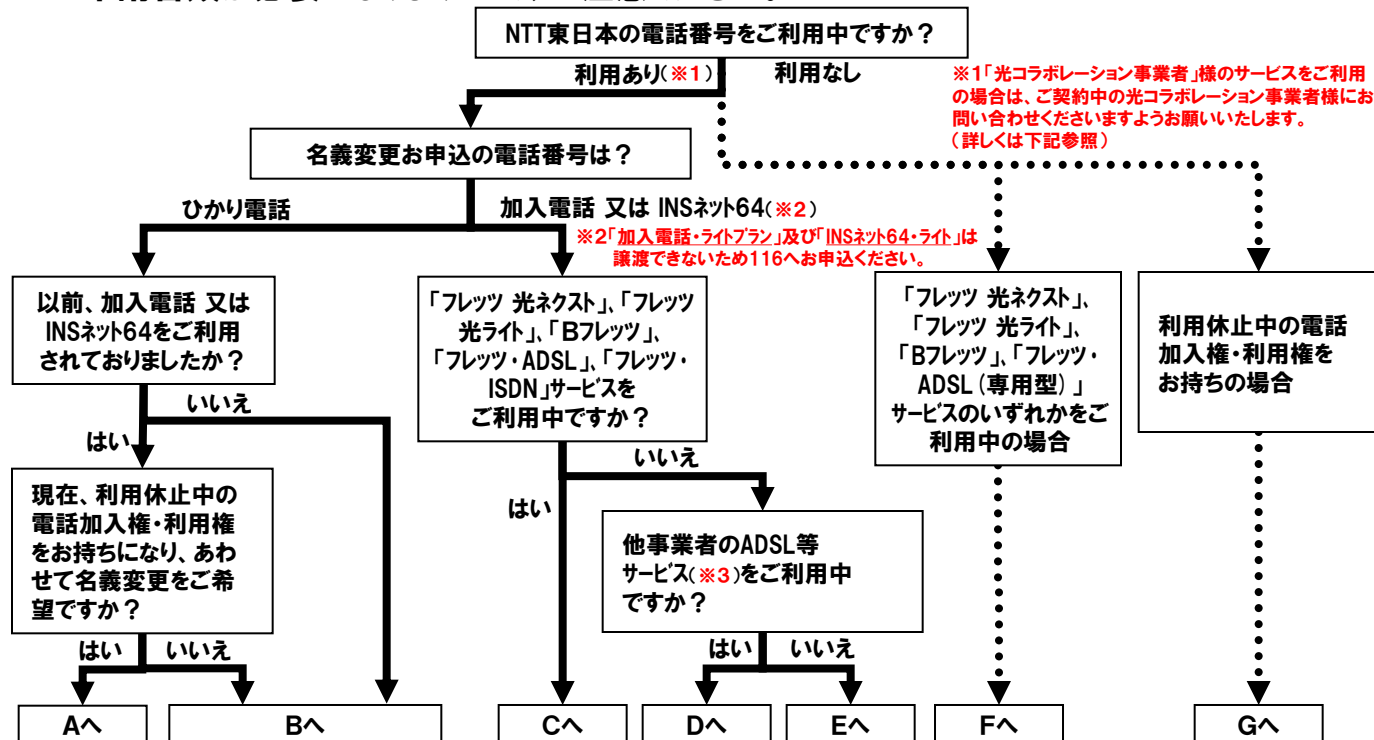 NTT東日本の電話番号をご利用中ですか？
利用あり(※1)
利用なし
※1「光コラボレーション事業者」様のサービスをご利用
の場合は、ご契約中の光コラボレーション事業者様にお
問い合わせくださいますようお願いいたします。
（詳しくは下記参照）
名義変更お申込の電話番号は？
ひかり電話
加入電話 又は INSネット64(※2)
※2「加入電話・ライトプラン」及び「INSネット64・ライト」は
譲渡できないため116へお申込ください。
以前、加入電話 又は
INSネット64をご利用
されておりましたか？
「フレッツ 光ネクスト」、「フレッツ
光ライト」、「Bフレッツ」、
「フレッツ・ADSL」、「フレッツ・
ISDN」サービスを
ご利用中ですか？
「フレッツ 光ネクスト」、
「フレッツ 光ライト」、
「Bフレッツ」、「フレッツ・
ADSL（専用型）」
サービスのいずれかをご
利用中の場合
利用休止中の電話
加入権・利用権を
お持ちの場合
いいえ
はい
いいえ
はい
現在、利用休止中の
電話加入権・利用権
をお持ちになり、あわ
せて名義変更をご希
望ですか？
他事業者のADSL等
サービス(※3)をご利用中
ですか？
はい
いいえ
はい
いいえ
Aへ
Bへ
Cへ
Dへ
Eへ
Fへ
Gへ